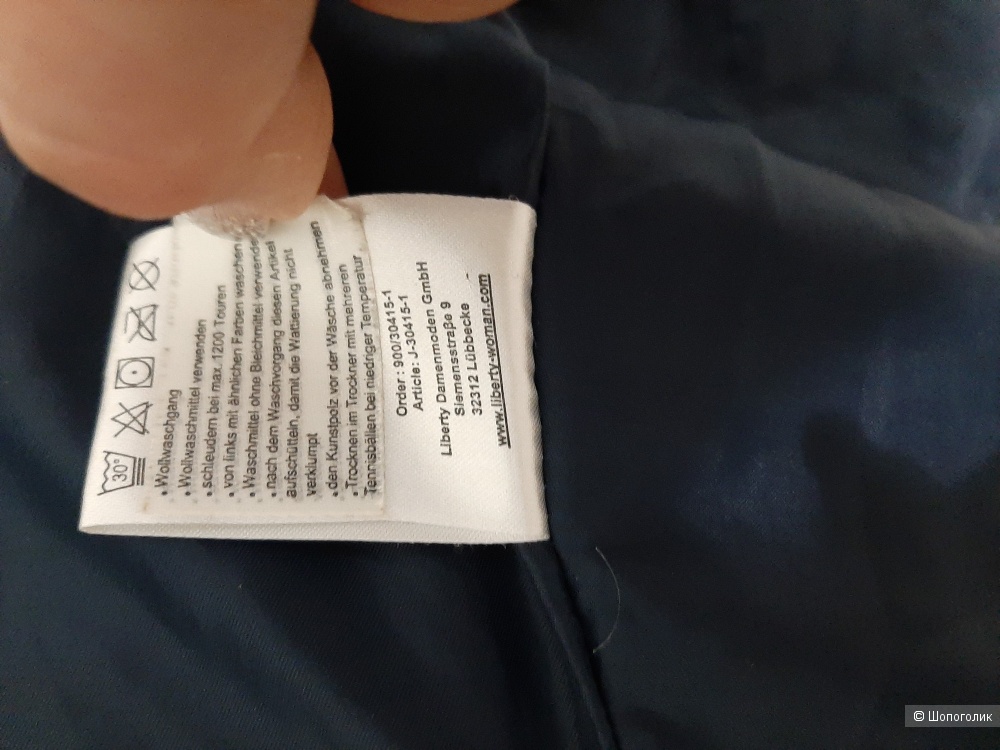 30°
• Wollwaschgang
• Wollwaschmittel verwenden
• schleudern bei max. 1200 Touren
• von links mit ähnlichen Farben waschen
• Waschmittel ohne Bleichmittel verwenden
• nach dem Waschvorgang diesen Artikel
aufschütteln, damit die Wattierung nicht
verklumpt
• den Kunstpelz vor der Wäsche abnehmen
• Trocknen im Trockner mit mehreren
Tennisbällen bei niedriger Temperatur
Order : 900/30415-1
Article: J-30415-1
Liberty Damenmoden GmbH
Siemensstraße 9
32312 Lübbecke
www.liberty-woman.com
© Шопоголик